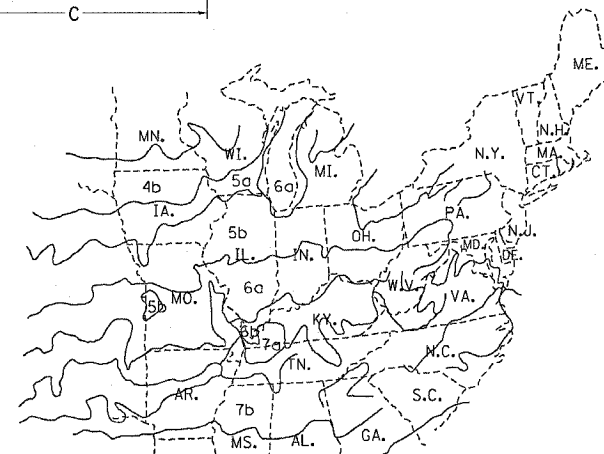 C
ME.
VT.
MN.
N.H.
WI.
N.Y.
MA.
MI.
CT.
4b
5a
6a
IA.
PA.
5b
OH.
N.J.
IL.
IN.
MD.
DE.
6a
W.V.
MO.
VA.
5b
KY.
6b
7a
N.C.
TN.
AR.
S.C.
7b
MS.
AL.
GA.